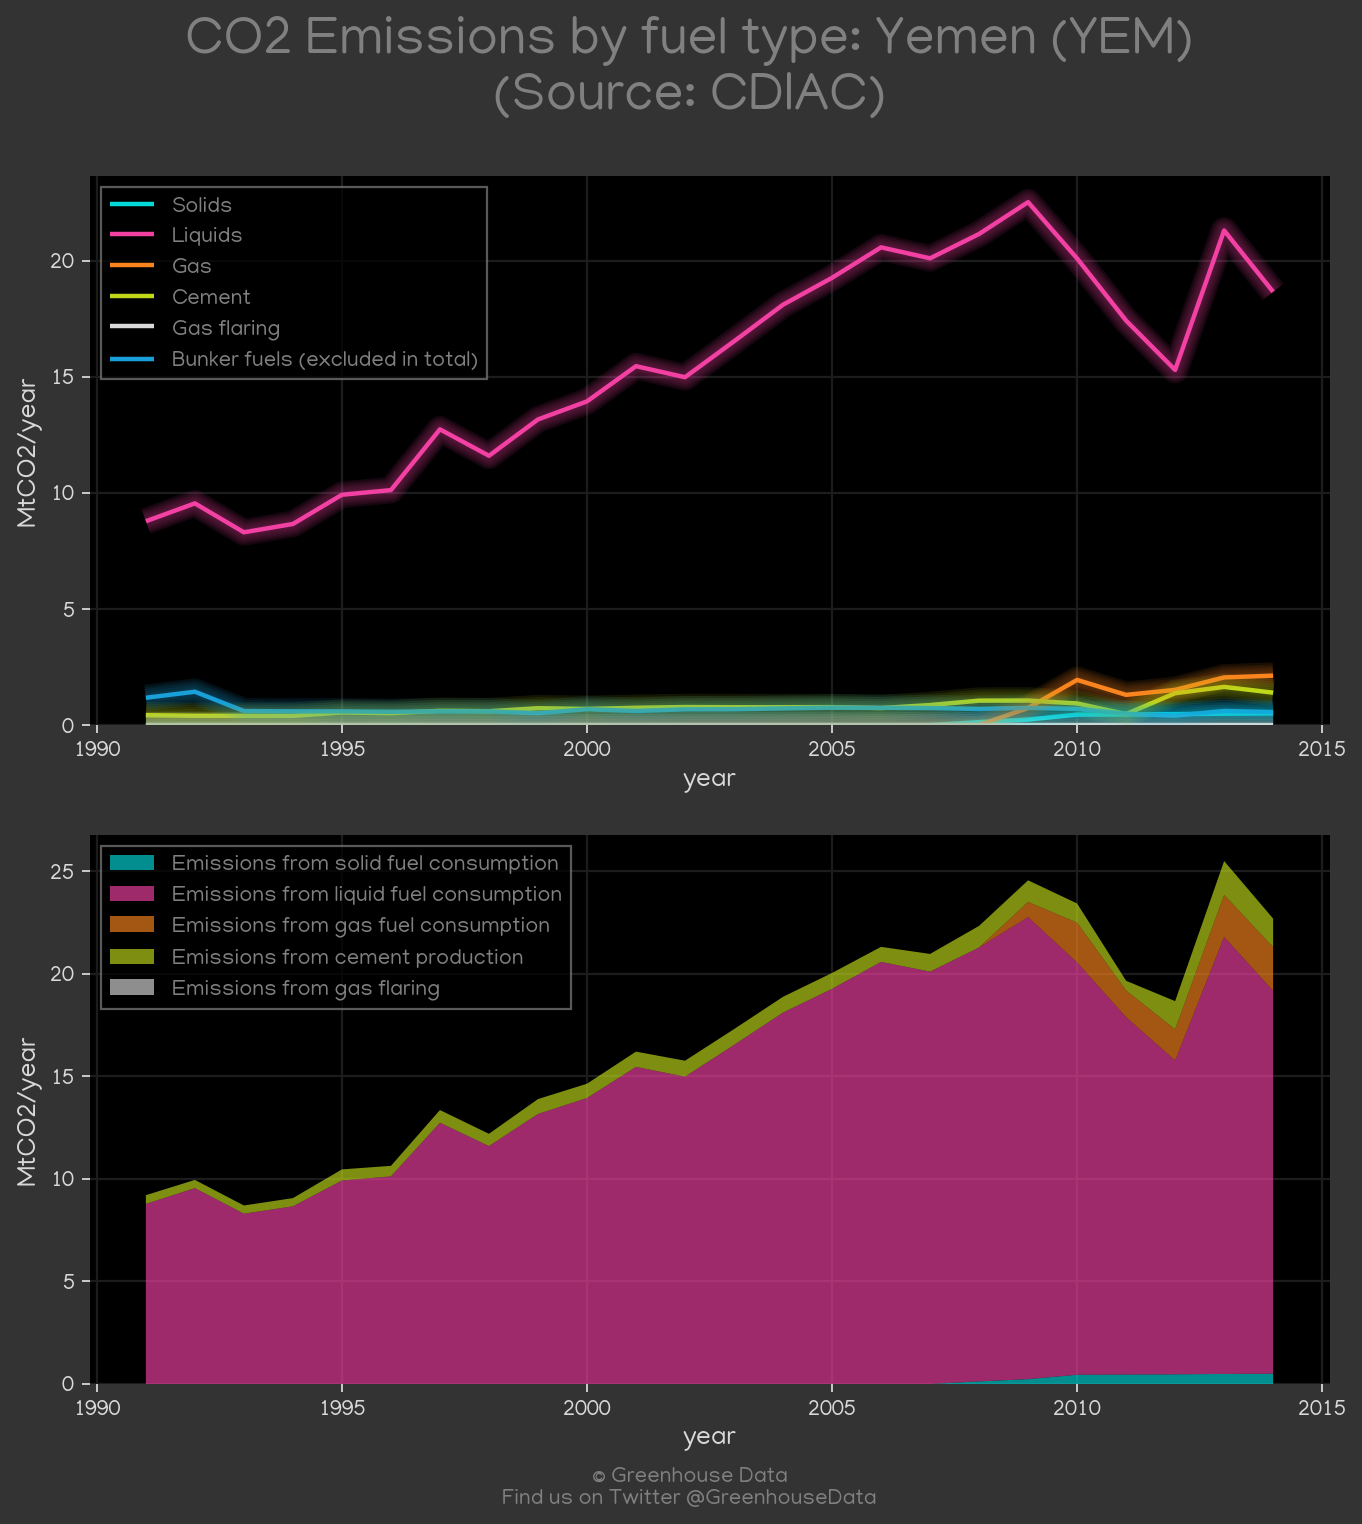 CO2 Emissions by fuel type: Yemen (YEM)
(Source: CDIAC)
Solids
Liquids
Gas
Cement
Gas flaring
Bunker fuels (excluded in total)
20
15
10
5
0
MtCO2/year
1990 1995 2000 2005 2010 2015
year
Emissions from solid fuel consumption
Emissions from liquid fuel consumption
Emissions from gas fuel consumption
Emissions from cement production
Emissions from gas flaring
25
20
15
10
5
0
MtCO2/year
1990 1995 2000 2005 2010 2015
year
© Greenhouse Data
Find us on Twitter @GreenhouseData